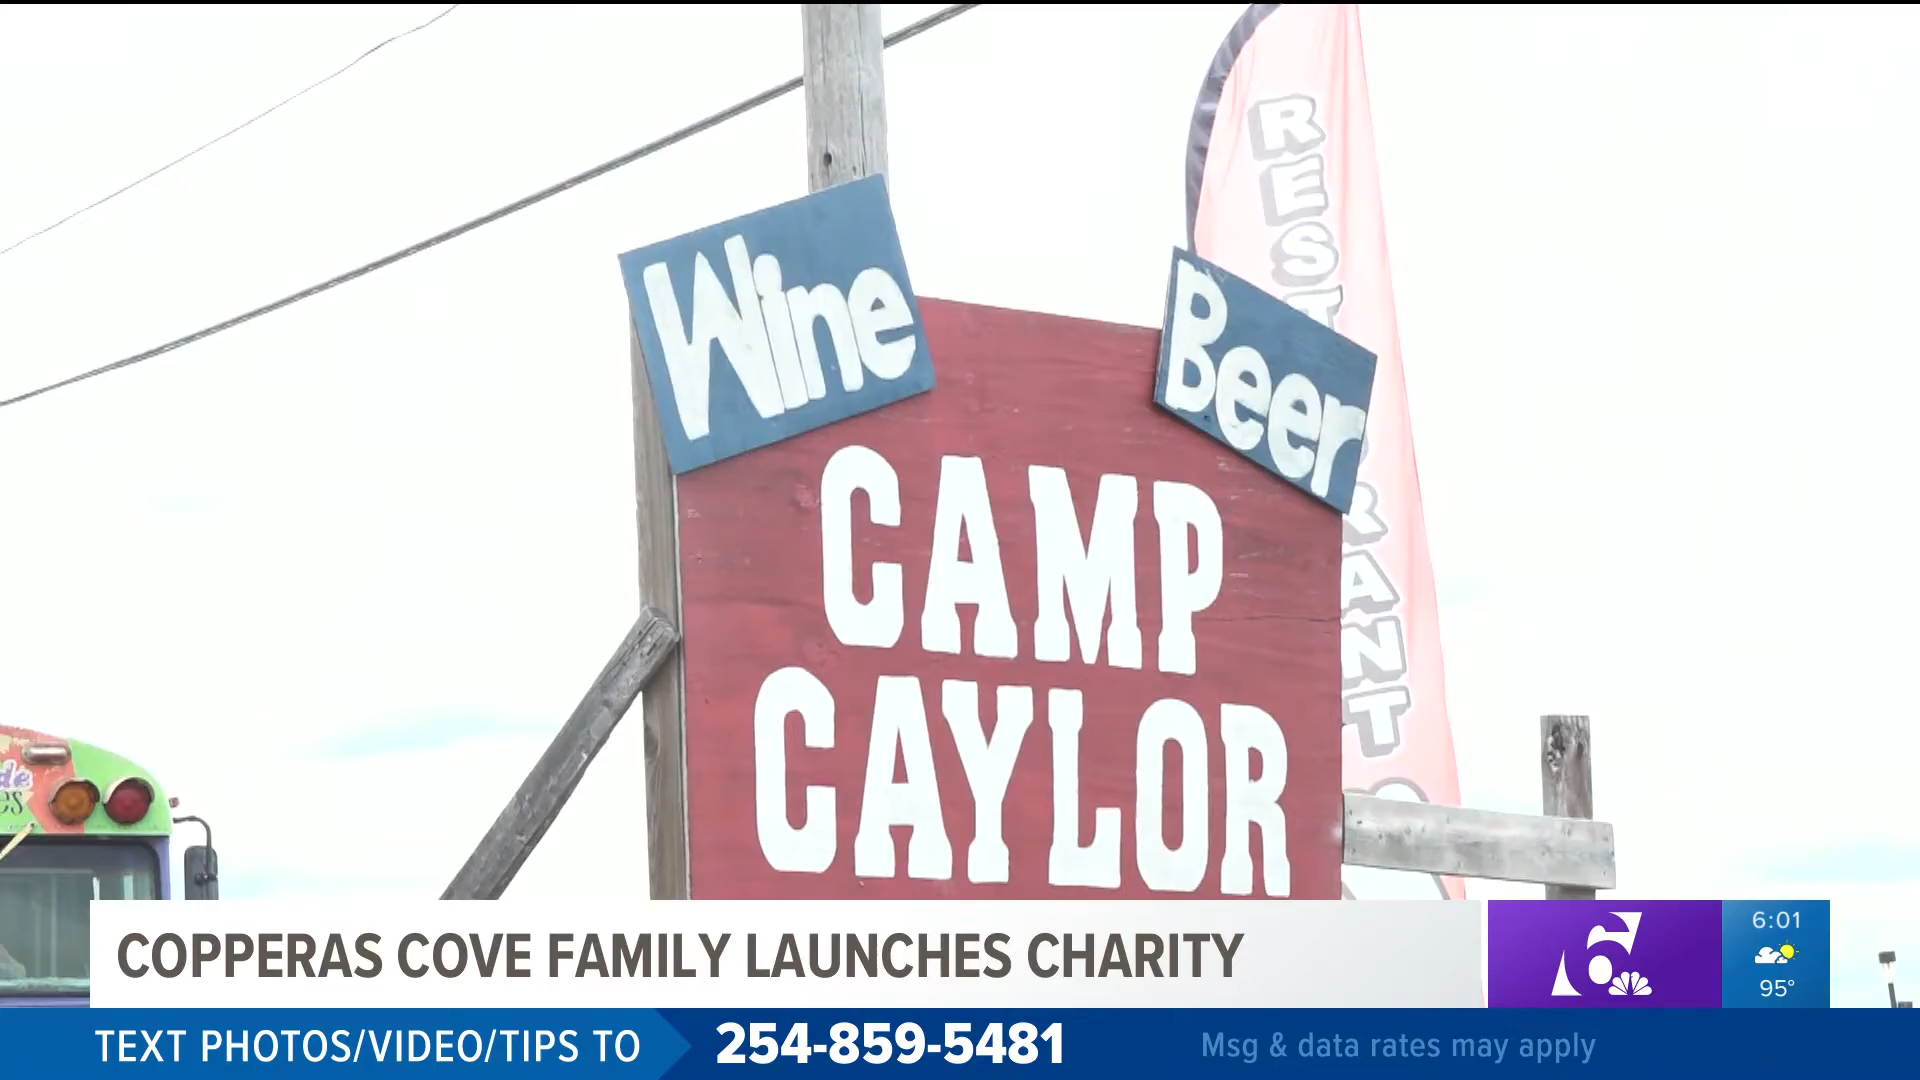 Wine
Beer
CAMP
CAYLOR
COPPERAS COVE FAMILY LAUNCHES CHARITY
6
6:01
95°
TEXT PHOTOS/VIDEO/TIPS TO
254-859-5481
Msg & data rates may apply